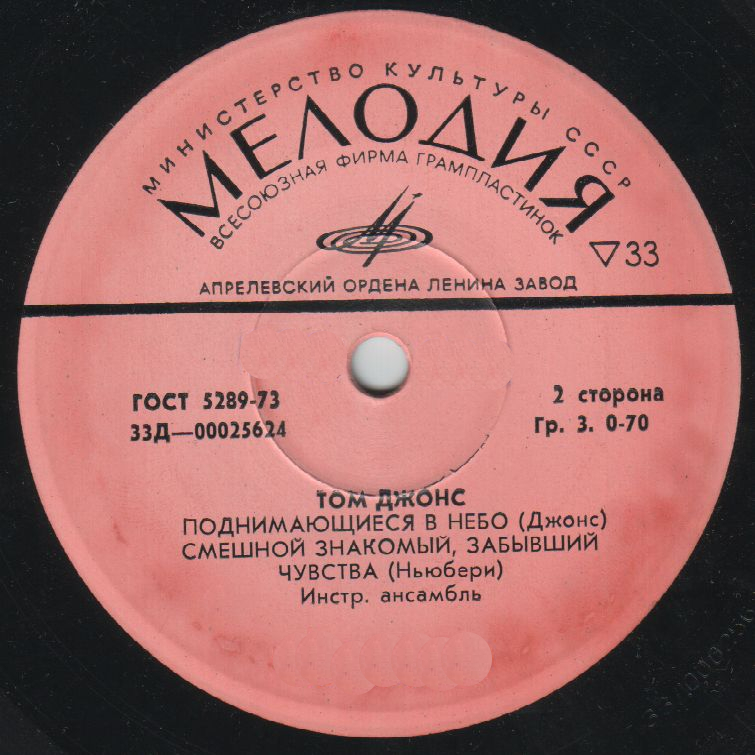 МИНИСТЕРСТВО КУЛЬТУРЫ СССР
МЕЛОДИЯ
ВСЕСОЮЗНАЯ ФИРМА ГРАМПЛАСТИНОК
▽33
АПРЕЛЕВСКИЙ ОРДЕНА ЛЕНИНА ЗАВОД
ГОСТ 5289-73
2 сторона
33Д—00025624
Гр. 3. 0-70
ТОМ ДЖОНС
ПОДНИМАЮЩИЕСЯ В НЕБО (Джонс)
СМЕШНОЙ ЗНАКОМЫЙ, ЗАБЫВШИЙ
ЧУВСТВА (Ньюбери)
Инстр. ансамбль